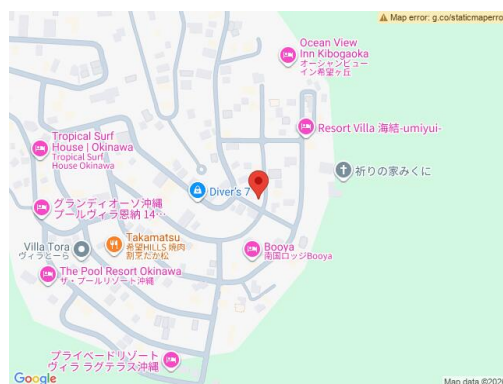 Map error: g.co/staticmaperro
Ocean View
Inn Kibogaoka
オーシャンビュー
イン希望ヶ丘
Resort Villa 海結-umiyui-
Tropical Surf
House | Okinawa
Tropical Surf
House Okinawa
祈りの家みくに
Diver's 7
グランディオーソ沖縄
プールヴィラ恩納 14...
Takamatsu
希望HILLS 焼肉
割烹たか松
Villa Tora
ヴィラとーら
Booya
南国ロッジBooya
The Pool Resort Okinawa
ザ・プールリゾート沖縄
プライベートリゾート
ヴィラ ラグテラス沖縄
Google
Map data ©202